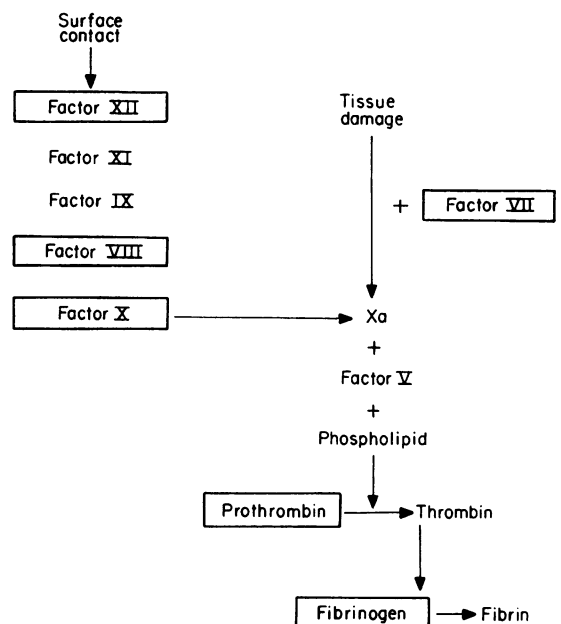 Surface
contact
Factor XII
Factor XI
Factor IX
Factor VIII
Factor X
Tissue
damage
+ Factor VII
Xa
+
Factor V
+
Phospholipid
Prothrombin
Thrombin
Fibrinogen
Fibrin